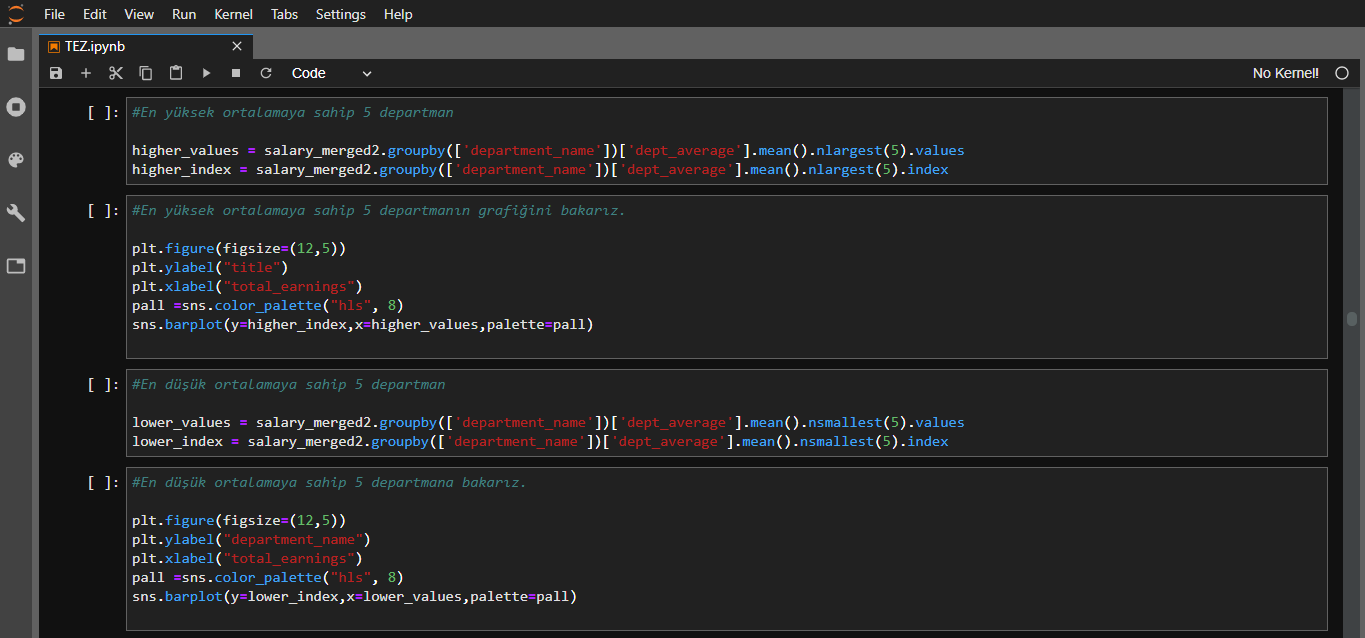 File Edit View Run Kernel Tabs Settings Help
TEZ.ipynb
Code
No Kernel!
[ ]:
#En yüksek ortalamaya sahip 5 departman
higher_values = salary_merged2.groupby(['department_name'])['dept_average'].mean().nlargest(5).values
higher_index = salary_merged2.groupby(['department_name'])['dept_average'].mean().nlargest(5).index
[ ]:
#En yüksek ortalamaya sahip 5 departmanın grafiğini bakarız.
plt.figure(figsize=(12,5))
plt.ylabel("title")
plt.xlabel("total_earnings")
pall =sns.color_palette("hls", 8)
sns.barplot(y=higher_index,x=higher_values,palette=pall)
[ ]:
#En düşük ortalamaya sahip 5 departman
lower_values = salary_merged2.groupby(['department_name'])['dept_average'].mean().nsmallest(5).values
lower_index = salary_merged2.groupby(['department_name'])['dept_average'].mean().nsmallest(5).index
[ ]:
#En düşük ortalamaya sahip 5 departmana bakarız.
plt.figure(figsize=(12,5))
plt.ylabel("department_name")
plt.xlabel("total_earnings")
pall =sns.color_palette("hls", 8)
sns.barplot(y=lower_index,x=lower_values,palette=pall)